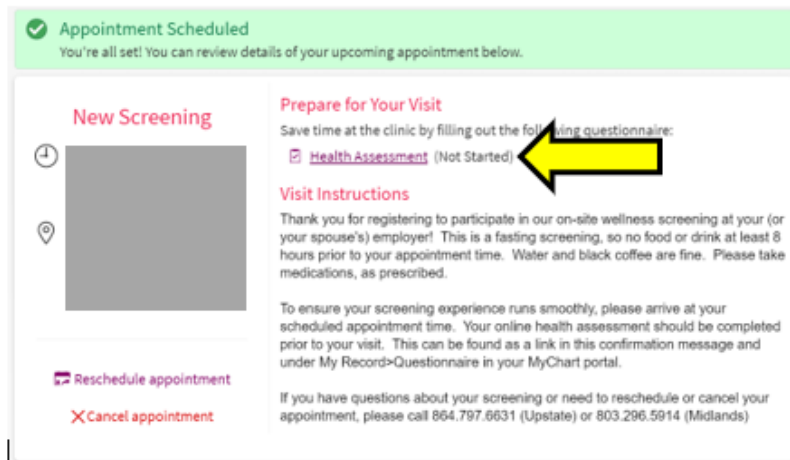 Appointment Scheduled
You're all set! You can review details of your upcoming appointment below.
New Screening
Reschedule appointment
Cancel appointment
Prepare for Your Visit
Save time at the clinic by filling out the following questionnaire:
Health Assessment (Not Started)
Visit Instructions
Thank you for registering to participate in our on-site wellness screening at your (or
your spouse's) employer! This is a fasting screening, so no food or drink at least 8
hours prior to your appointment time. Water and black coffee are fine. Please take
medications, as prescribed.
To ensure your screening experience runs smoothly, please arrive at your
scheduled appointment time. Your online health assessment should be completed
prior to your visit. This can be found as a link in this confirmation message and
under My Record>Questionnaire in your MyChart portal.
If you have questions about your screening or need to reschedule or cancel your
appointment, please call 864.797.6631 (Upstate) or 803.296.5914 (Midlands)